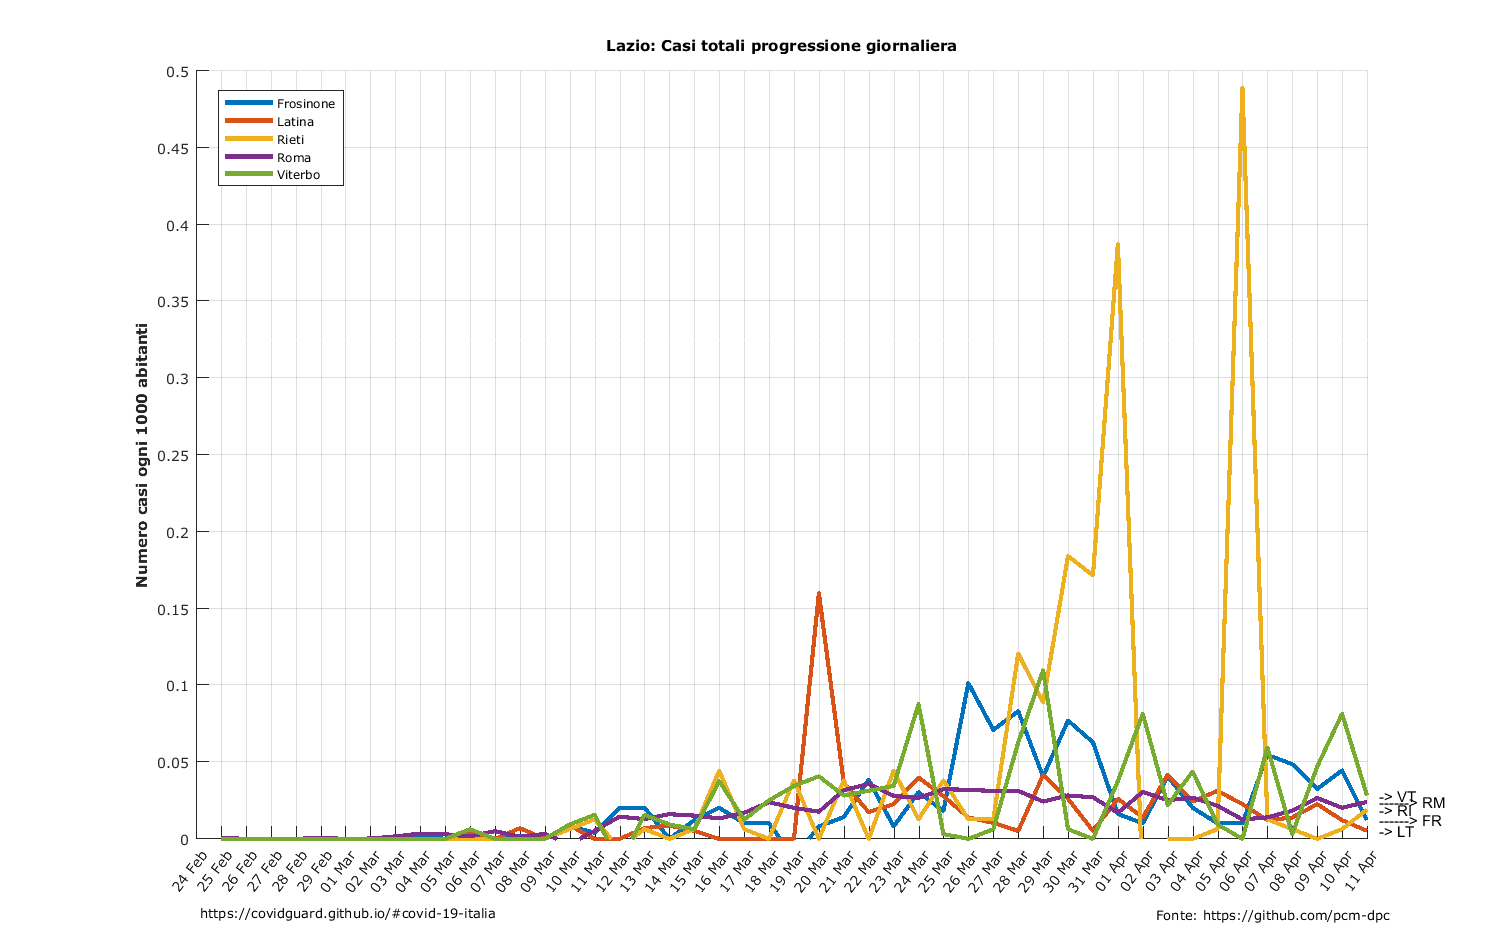 Lazio: Casi totali progressione giornaliera
0.5
0.45
0.4
0.35
0.3
0.25
0.2
0.15
0.1
0.05
0
Numero casi ogni 1000 abitanti
Frosinone
Latina
Rieti
Roma
Viterbo
-> VT
------> RM
-> RI
------> FR
-> LT
24 Feb
25 Feb
26 Feb
27 Feb
28 Feb
29 Feb
01 Mar
02 Mar
03 Mar
04 Mar
05 Mar
06 Mar
07 Mar
08 Mar
09 Mar
10 Mar
11 Mar
12 Mar
13 Mar
14 Mar
15 Mar
16 Mar
17 Mar
18 Mar
19 Mar
20 Mar
21 Mar
22 Mar
23 Mar
24 Mar
25 Mar
26 Mar
27 Mar
28 Mar
29 Mar
30 Mar
31 Mar
01 Apr
02 Apr
03 Apr
04 Apr
05 Apr
06 Apr
07 Apr
08 Apr
09 Apr
10 Apr
11 Apr
https://covidguard.github.io/#covid-19-italia
Fonte: https://github.com/pcm-dpc